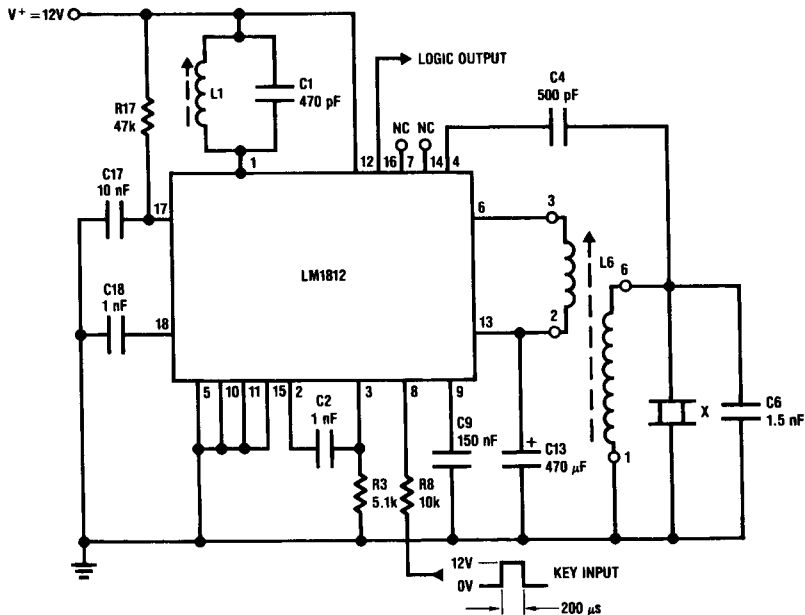 V+ = 12V
L1
C1
470 pF
R17
47k
1
LOGIC OUTPUT
C4
500 pF
NC NC
12 16 7 14 4
C17
10 nF
17
6
3
LM1812
L6
6
C18
1 nF
18
13
2
5 10 11 15 2 3 8 9
C2
1 nF
C9
150 nF
+
C13
470 µF
X
C6
1.5 nF
R3
5.1k
R8
10k
1
12V
0V
KEY INPUT
200 µs